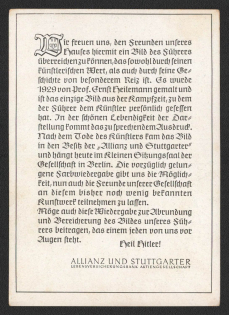 Wir freuen uns, den Freunden unseres
Hauses hiermit ein Bild des Führers
überreichen zu können, das sowohl durch seinen
künstlerischen Wert, als auch durch seine Ge-
schichte von besonderem Reiz ist. Es wurde
1929 von Prof. Ernst Heilemann gemalt und
ist das einzige Bild aus der Kampfzeit, zu dem
der Führer dem Künstler persönlich gesessen
hat. In der schönen Lebendigkeit der Dar-
stellung kommt das zu sprechendem Ausdruck.
Nach dem Tode des Künstlers kam das Bild
in den Besitz der „Allianz und Stuttgarter"
und hängt heute im kleinen Sitzungssaal der
Gesellschaft in Berlin. Die vorzüglich gelun-
gene Farbwiedergabe gibt uns die Möglich-
keit, nun auch die Freunde unserer Gesellschaft
an diesem bisher noch wenig bekannten
Kunstwerk teilnehmen zu lassen.
Möge auch diese Wiedergabe zur Abrundung
und Bereicherung des Bildes unseres Füh-
rers beitragen, das einem jeden von uns vor
Augen steht.
Heil Hitler!
ALLIANZ UND STUTTGARTER
LEBENSVERSICHERUNGSBANK AKTIENGESELLSCHAFT